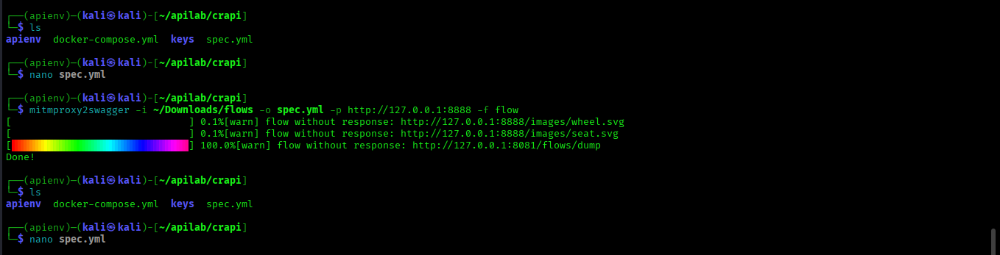 ┌──(apienv)─(kali㉿kali)-[~/apilab/crapi]
└─$ ls
apienv  docker-compose.yml  keys  spec.yml
┌──(apienv)─(kali㉿kali)-[~/apilab/crapi]
└─$ nano spec.yml
┌──(apienv)─(kali㉿kali)-[~/apilab/crapi]
└─$ mitmproxy2swagger -i ~/Downloads/flows -o spec.yml -p http://127.0.0.1:8888 -f flow
[                              ] 0.1%[warn] flow without response: http://127.0.0.1:8888/images/wheel.svg
[                              ] 0.1%[warn] flow without response: http://127.0.0.1:8888/images/seat.svg
[                              ] 100.0%[warn] flow without response: http://127.0.0.1:8081/flows/dump
Done!
┌──(apienv)─(kali㉿kali)-[~/apilab/crapi]
└─$ ls
apienv  docker-compose.yml  keys  spec.yml
┌──(apienv)─(kali㉿kali)-[~/apilab/crapi]
└─$ nano spec.yml